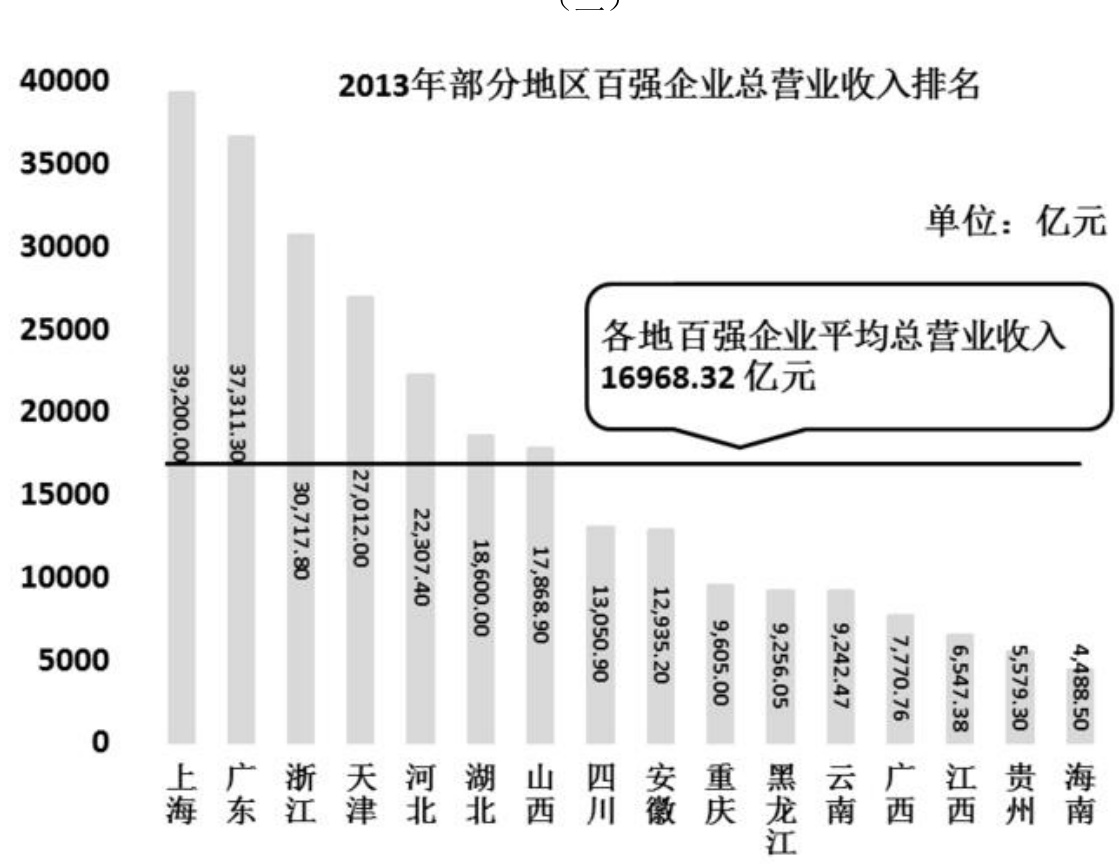 （二）
2013年部分地区百强企业总营业收入排名
单位：亿元
各地百强企业平均总营业收入
16968.32 亿元
40000
35000
30000
25000
20000
15000
10000
5000
0
39,200.00
37,311.30
30,717.80
27,012.00
22,307.40
18,600.00
17,868.90
13,050.90
12,935.20
9,605.00
9,256.05
9,242.47
7,770.76
6,547.38
5,579.30
4,488.50
上海
广东
浙江
天津
河北
湖北
山西
四川
安徽
重庆
黑龙江
云南
广西
江西
贵州
海南